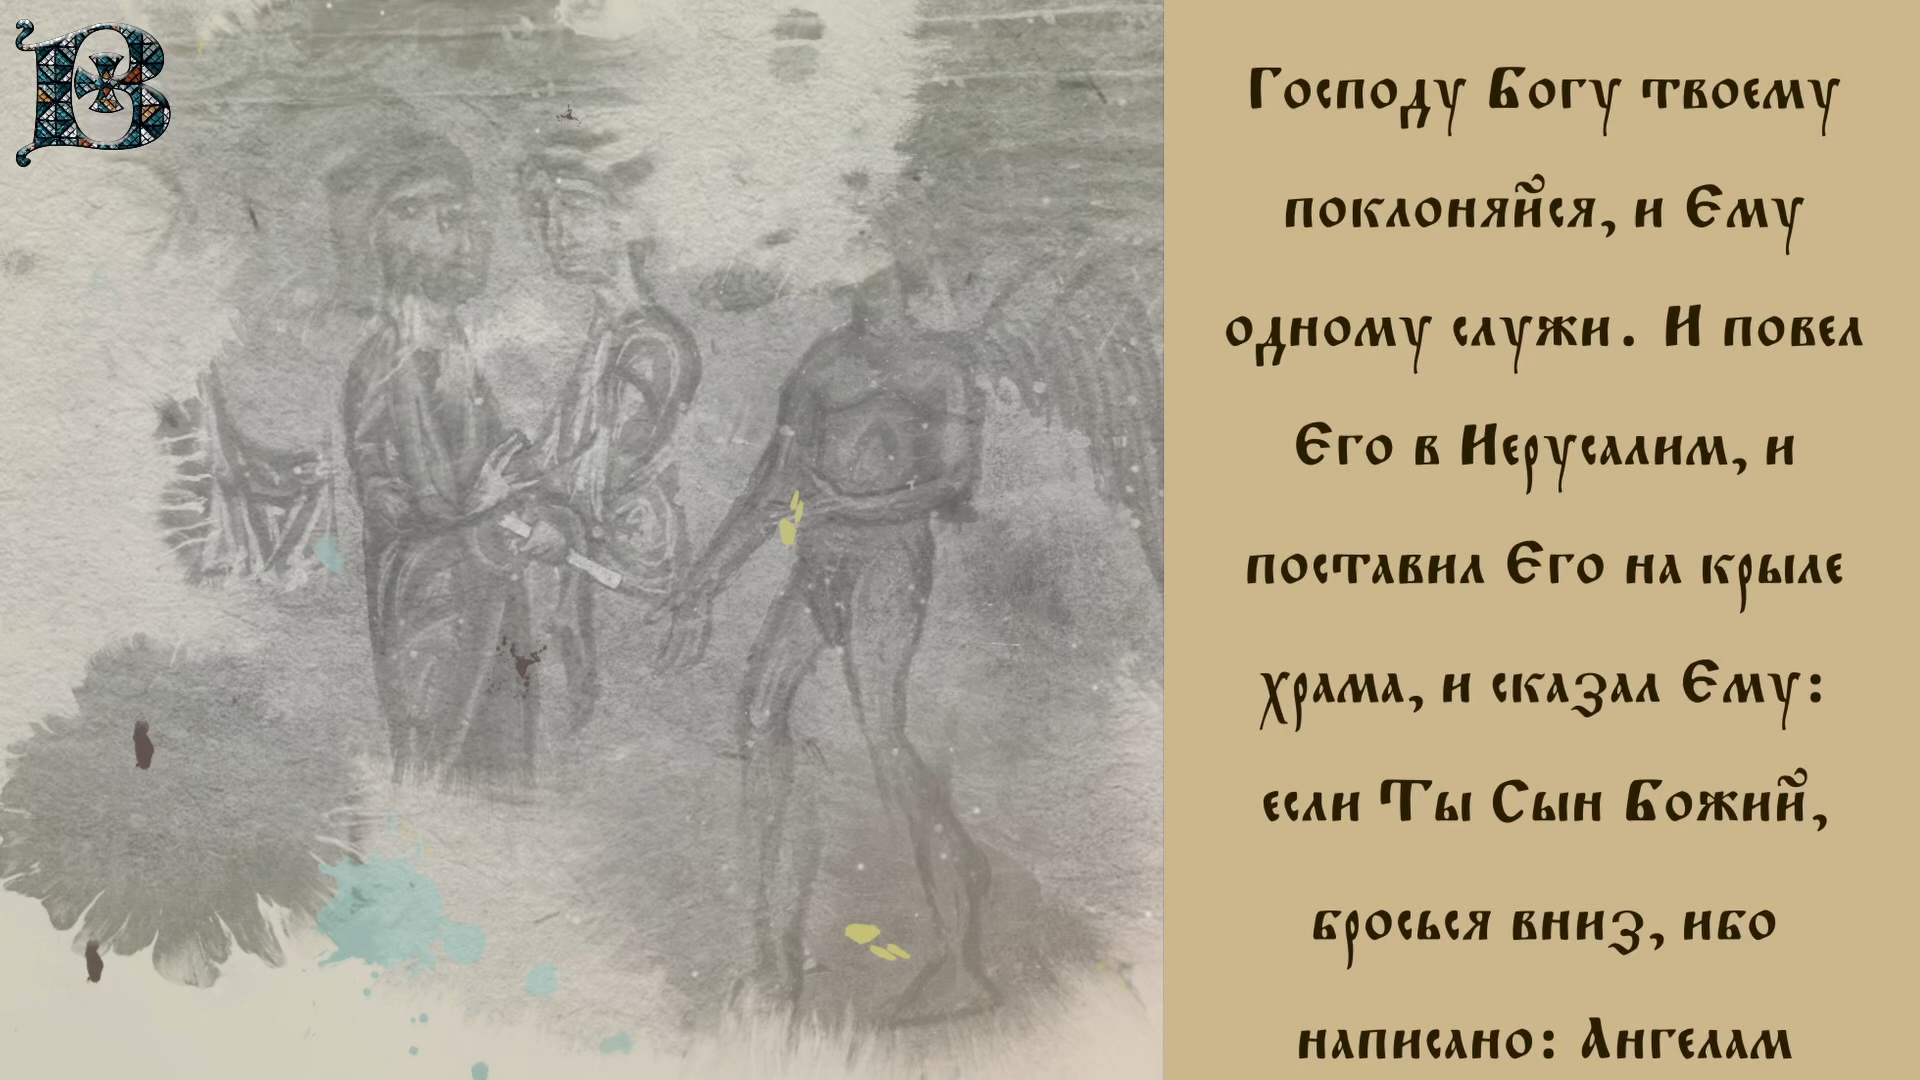 В
Господу Богу твоему
поклоняйся, и Ему
одному служи. И повел
Его в Иерусалим, и
поставил Его на крыле
храма, и сказал Ему:
если Ты Сын Божий,
бросься вниз, ибо
написано: Ангелам